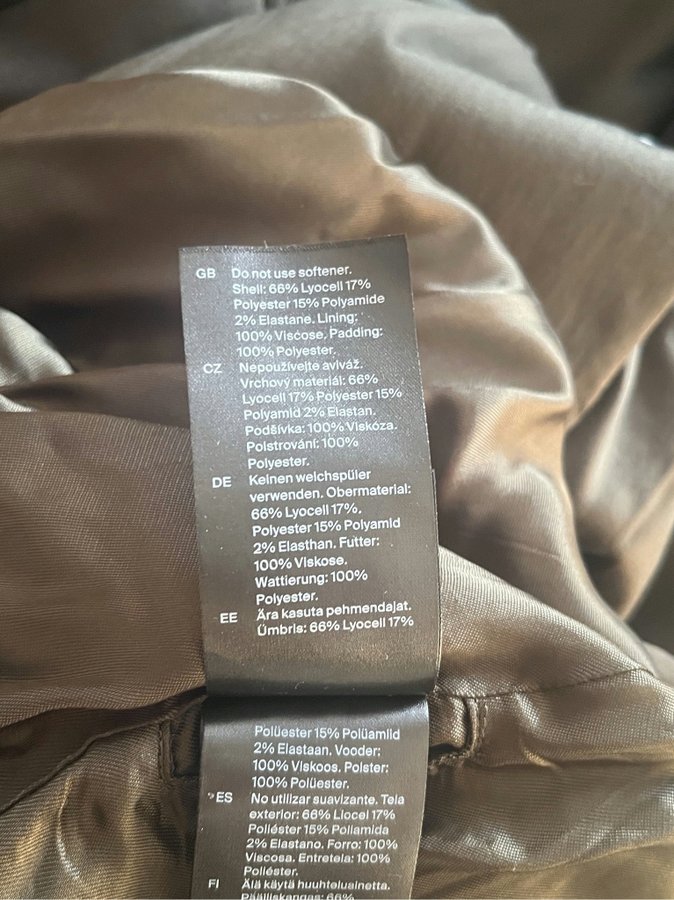 GB Do not use softener.
Shell: 66% Lyocell 17%
Polyester 15% Polyamide
2% Elastane. Lining:
100% Viscose. Padding:
100% Polyester.
CZ Nepoužívejte aviváž.
Vrchový materiál: 66%
Lyocell 17% Polyester 15%
Polyamid 2% Elastan.
Podšívka: 100% Viskóza.
Polstrování: 100%
Polyester.
DE Keinen weichspüler
verwenden. Obermaterial:
66% Lyocell 17%.
Polyester 15% Polyamid
2% Elasthan. Futter:
100% Viskose.
Wattierung: 100%
Polyester.
EE Ära kasuta pehmendajat.
Ümbris: 66% Lyocell 17%
Polüester 15% Polüamiid
2% Elastaan. Vooder:
100% Viskoos. Polster:
100% Polüester.
ES No utilizar suavizante. Tela
exterior: 66% Liocel 17%
Poliéster 15% Poliamida
2% Elastano. Forro: 100%
Viscosa. Entretela: 100%
Poliéster.
FI Älä käytä huuhteluainetta.
Päällikangas: 66%